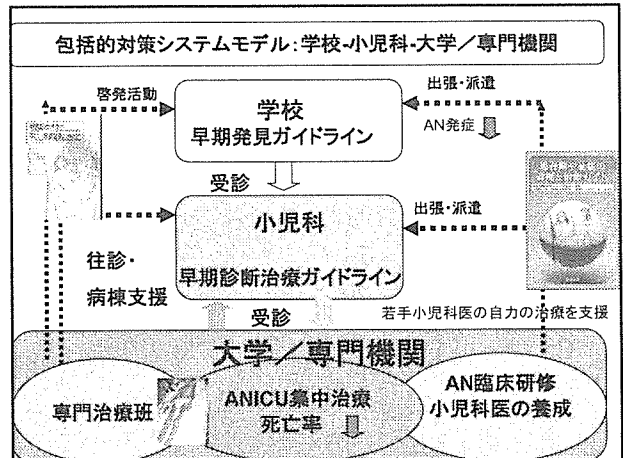 包括的対策システムモデル:学校-小児科-大学/専門機関
啓発活動
学校
早期発見ガイドライン
出張・派遣
AN発症
受診
小児科
早期診断治療ガイドライン
出張・派遣
往診・
病棟支援
受診
若手小児科医の自力の治療を支援
大学/専門機関
専門治療班
ANICU集中治療
死亡率
AN臨床研修
小児科医の養成